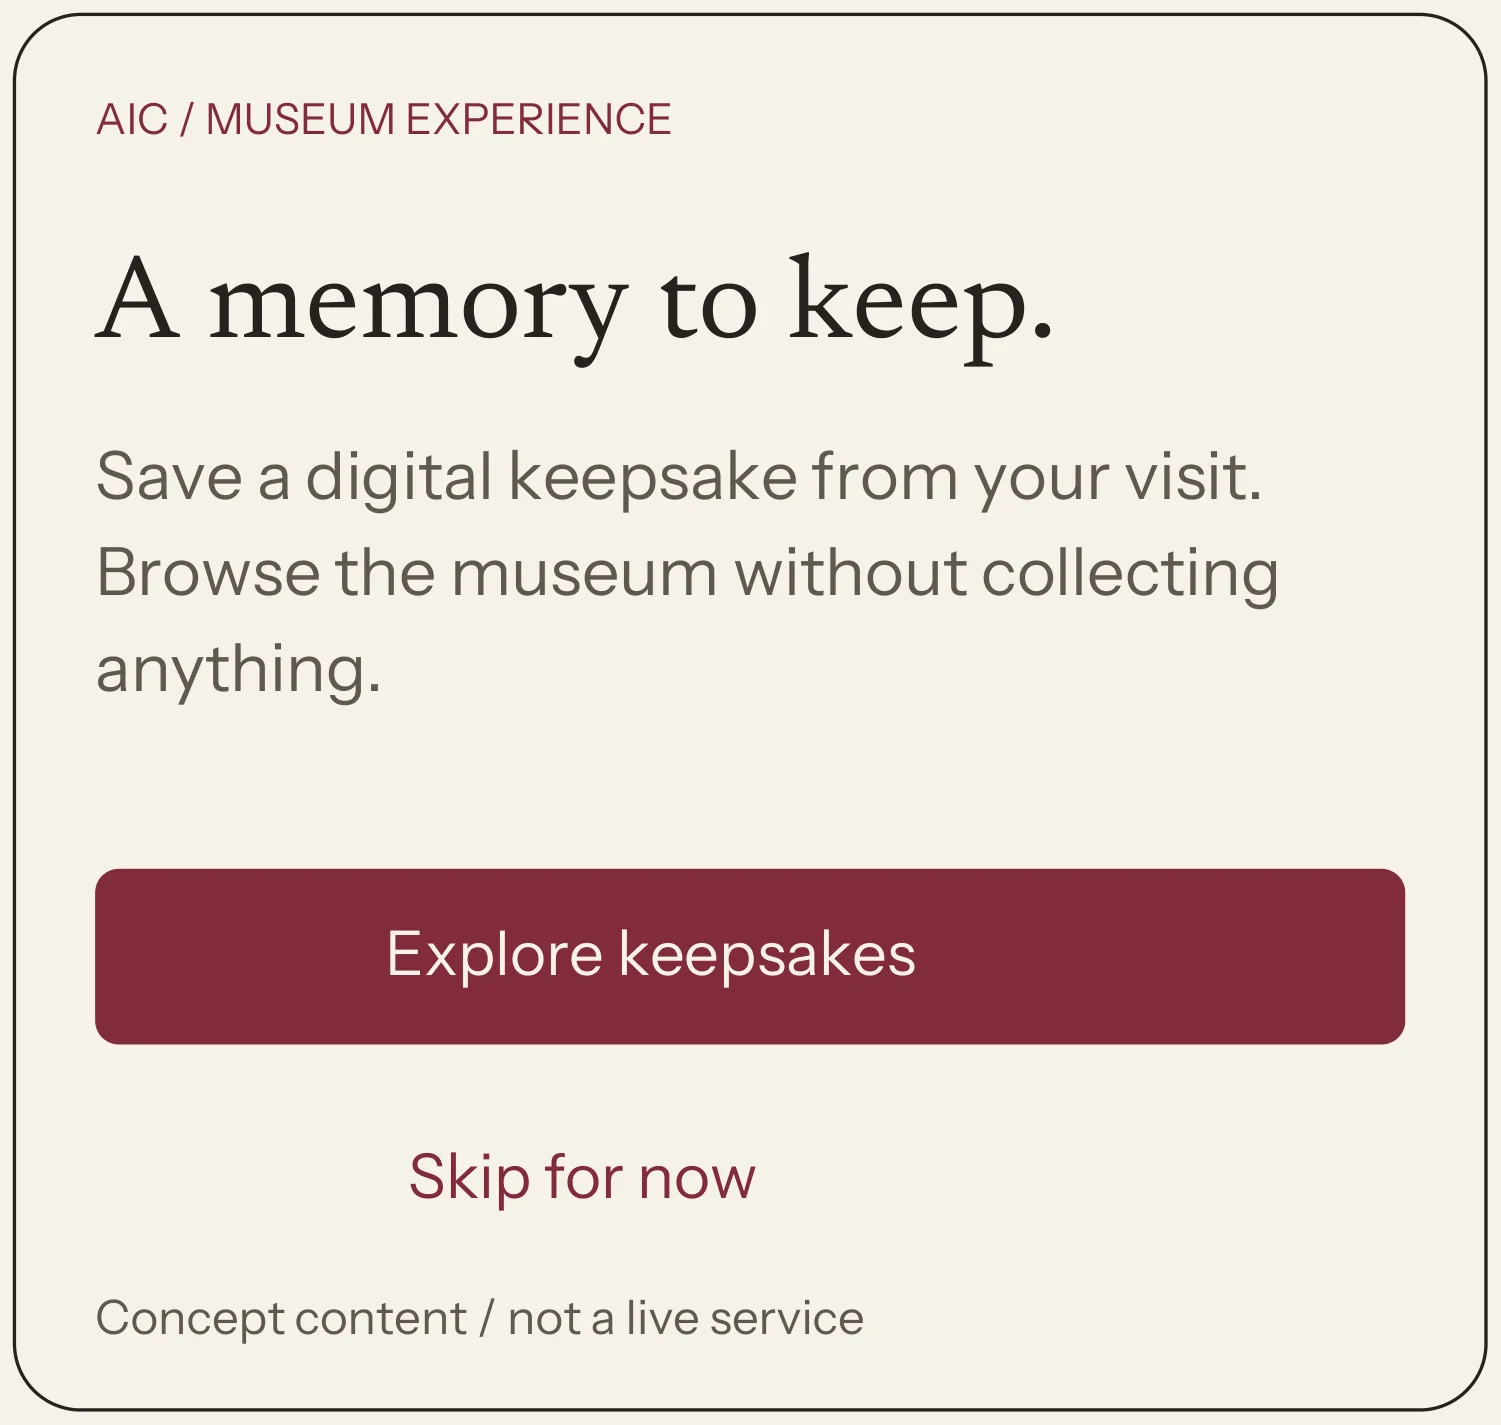 AIC / MUSEUM EXPERIENCE
A memory to keep.
Save a digital keepsake from your visit.
Browse the museum without collecting
anything.
Explore keepsakes
Skip for now
Concept content / not a live service